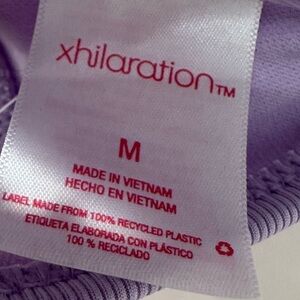 xhilaration™
M
MADE IN VIETNAM
HECHO EN VIETNAM
LABEL MADE FROM 100% RECYCLED PLASTIC
ETIQUETA ELABORADA CON PLÁSTICO
100 % RECICLADO